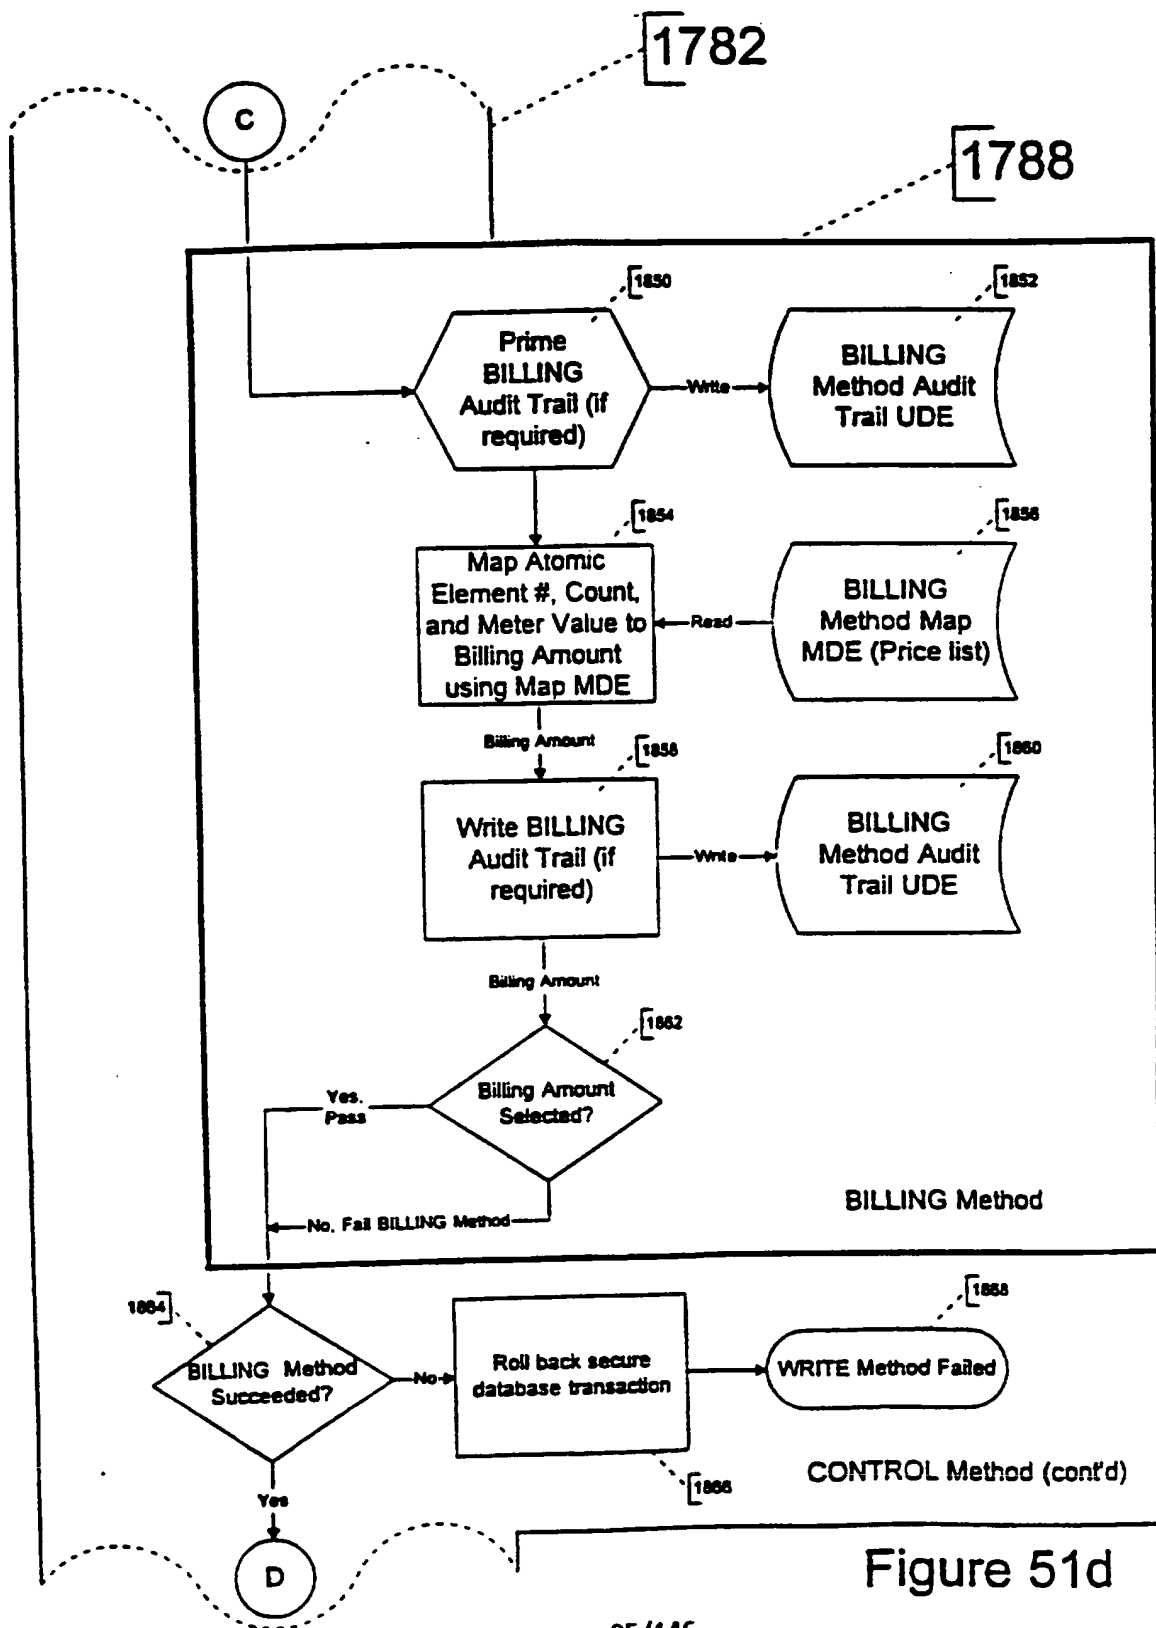 1782
C
1788
1850
1852
Prime
BILLING
Audit Trail (if
required)
Write
BILLING
Method Audit
Trail UDE
1854
1856
Map Atomic
Element #, Count,
and Meter Value to
Billing Amount
using Map MDE
Read
BILLING
Method Map
MDE (Price list)
Billing Amount
1858
1860
Write BILLING
Audit Trail (if
required)
Write
BILLING
Method Audit
Trail UDE
Billing Amount
1862
Yes.
Pass
Billing Amount
Selected?
BILLING Method
No, Fail BILLING Method
1864
1868
BILLING Method
Succeeded?
No
Roll back secure
database transaction
WRITE Method Failed
CONTROL Method (cont'd)
1866
Yes
D
Figure 51d